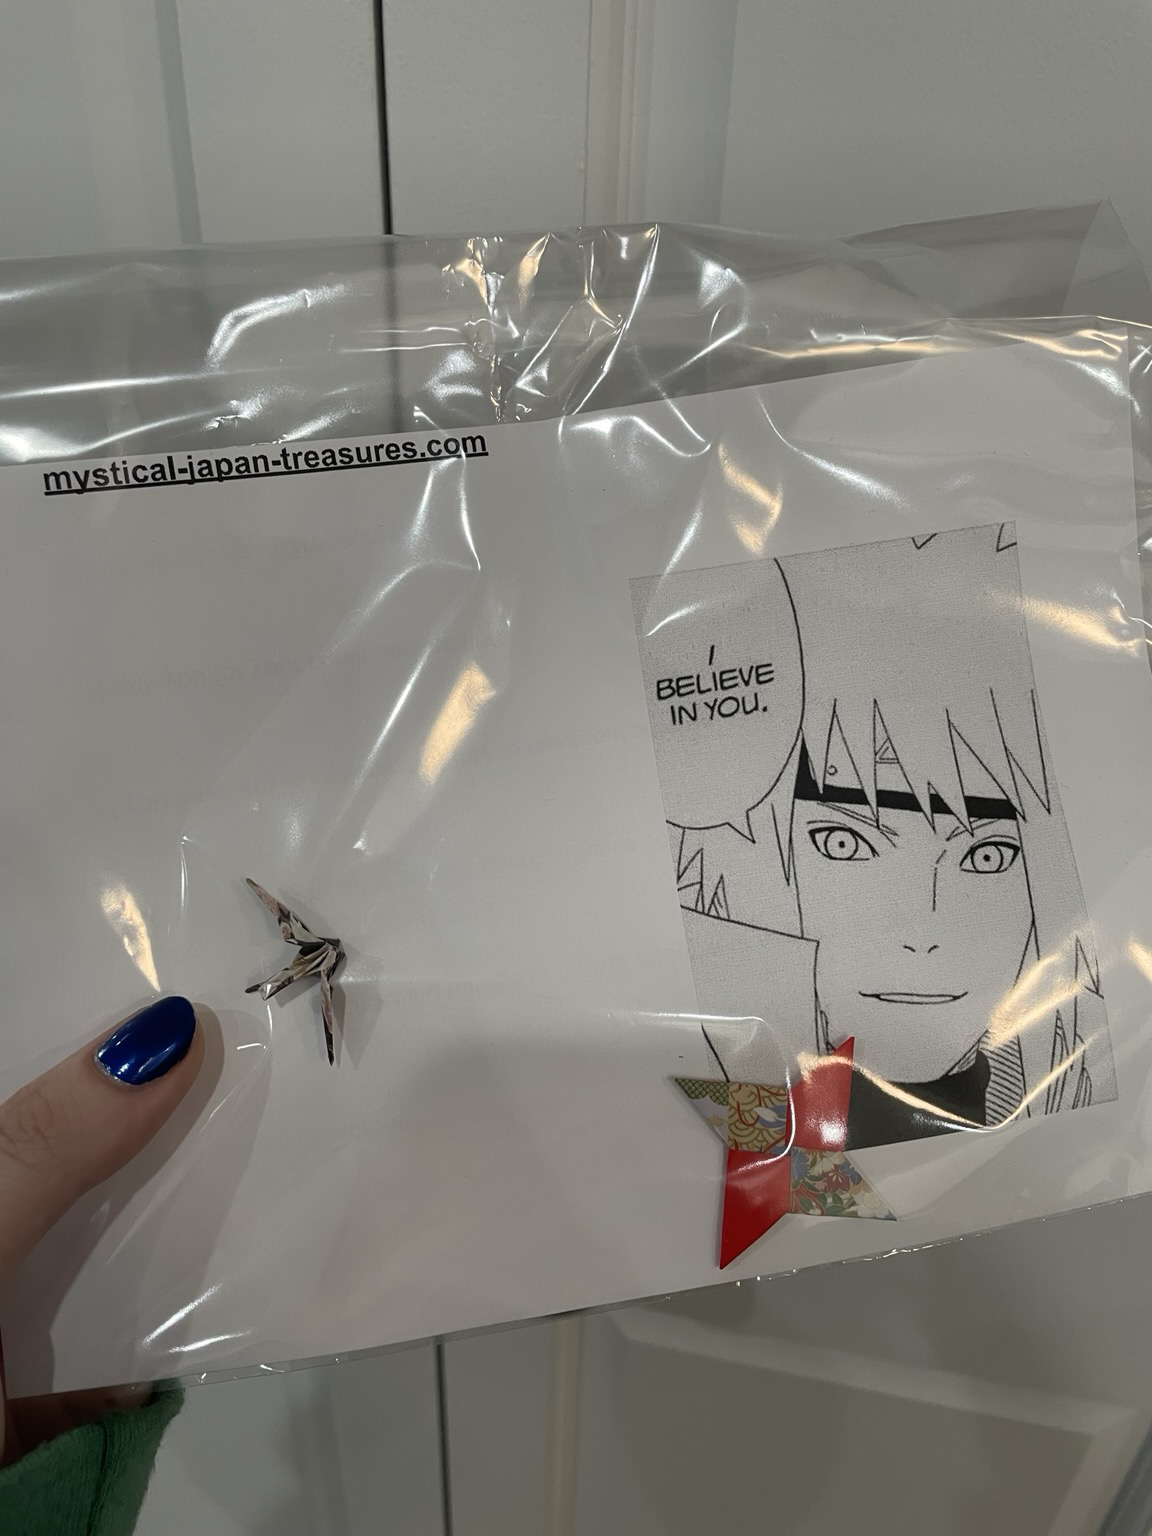 mystical-japan-treasures.com
I
BELIEVE
IN YOU.